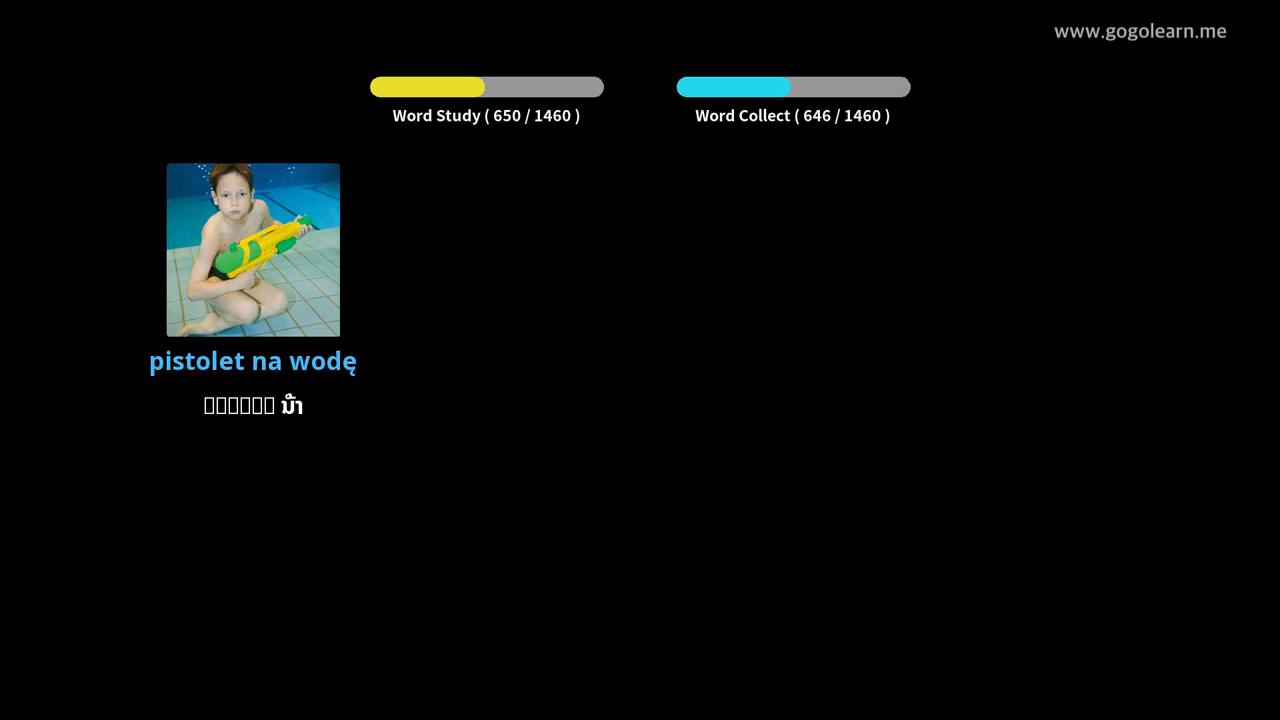 www.gogolearn.me
Word Study ( 650 / 1460 )
Word Collect ( 646 / 1460 )
pistolet na wodę
ນ້ຳ